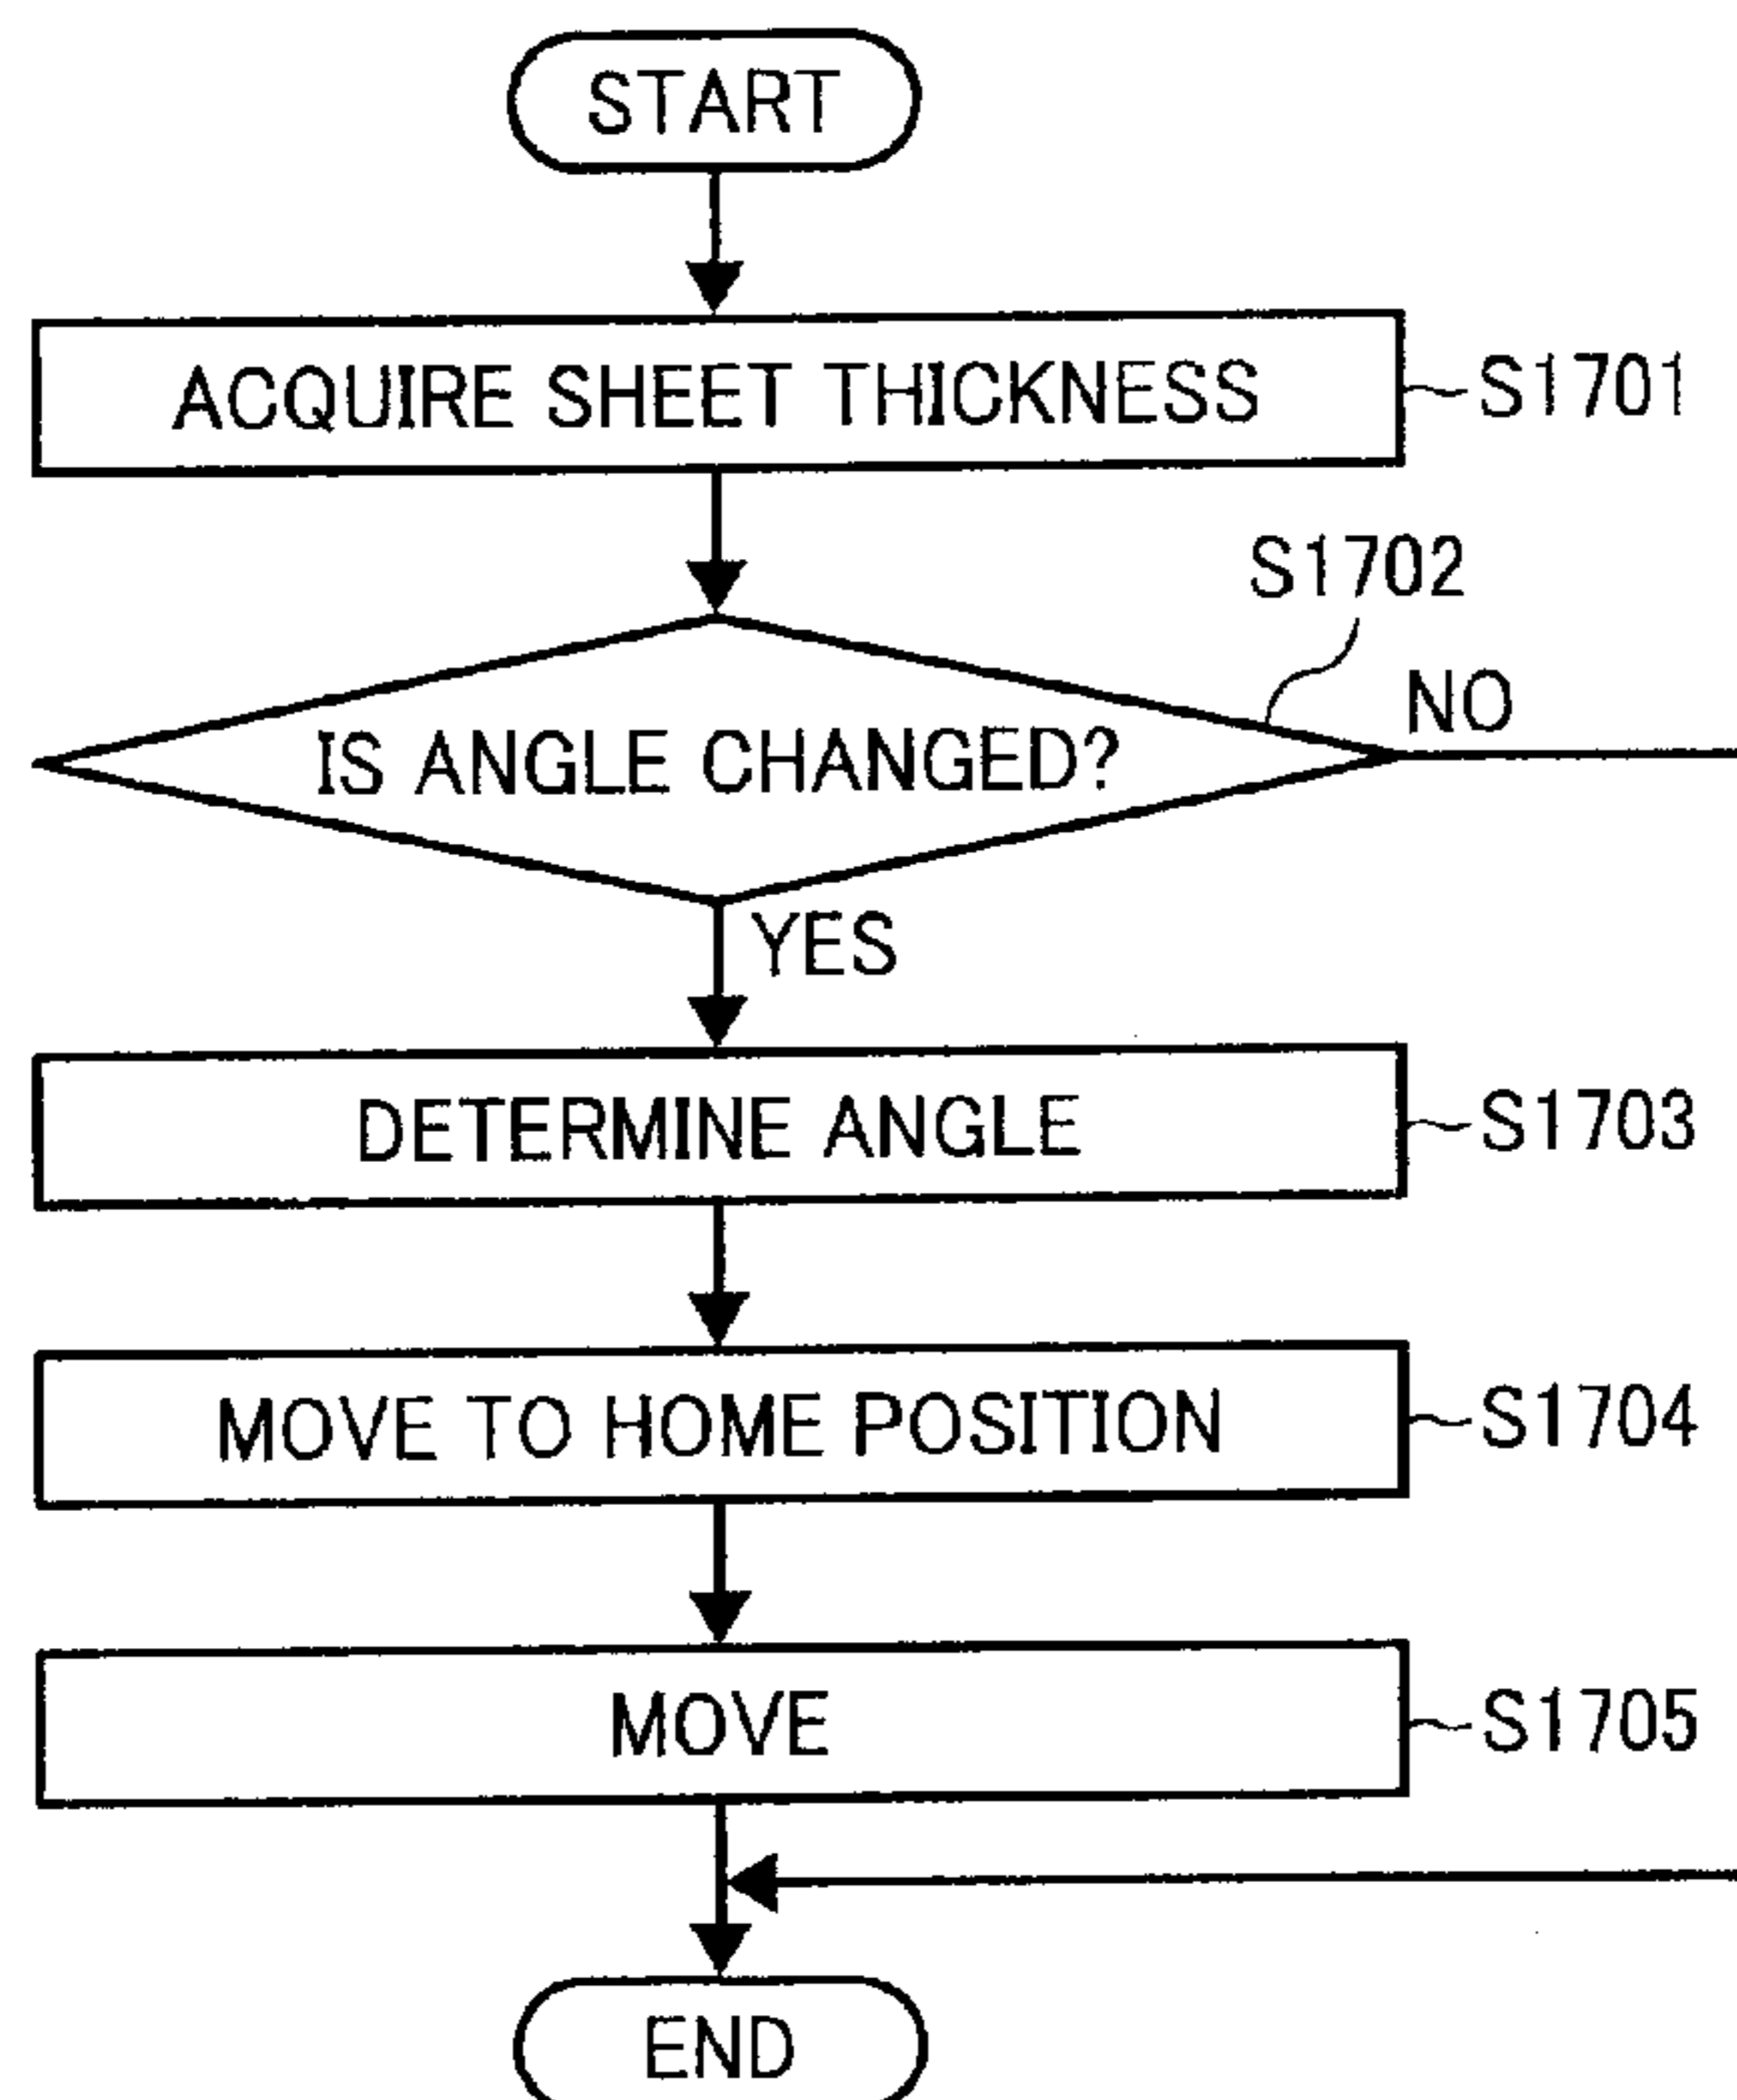 START
ACQUIRE SHEET THICKNESS
S1701
S1702
NO
IS ANGLE CHANGED?
YES
DETERMINE ANGLE
S1703
MOVE TO HOME POSITION
S1704
MOVE
S1705
END